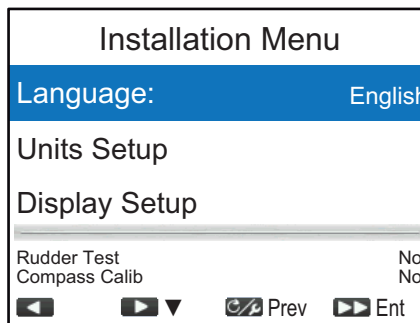 Installation Menu
Language: English
Units Setup
Display Setup
Rudder Test No
Compass Calib No
Prev Ent